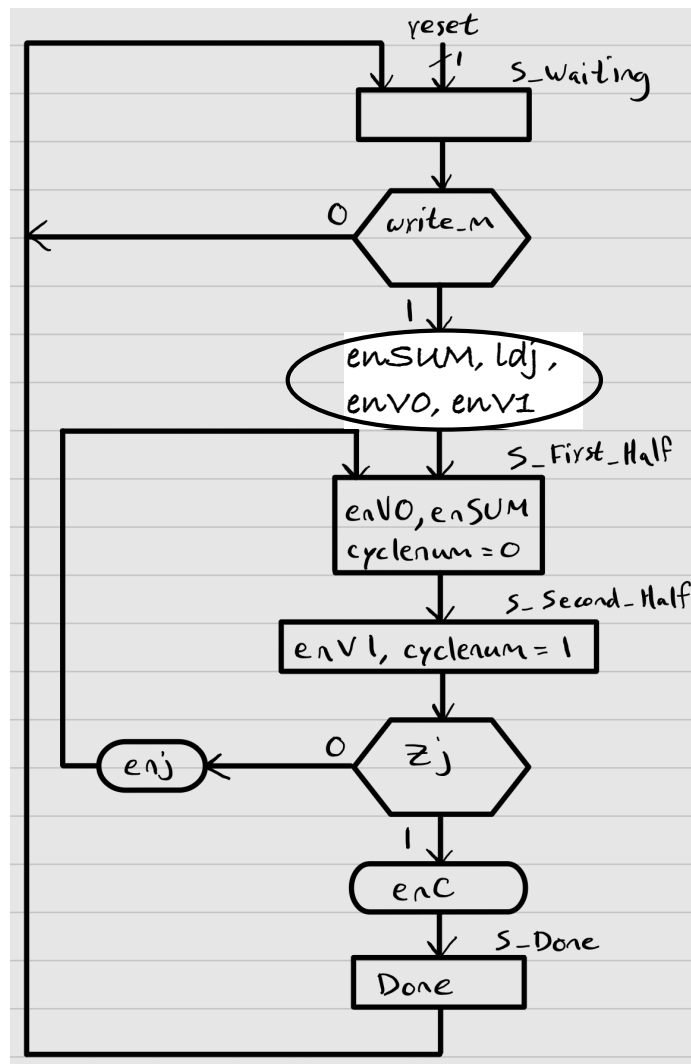 reset
1
S_Waiting
0
write_m
1
enSUM, ldj,
enV0, enV1
S_First_Half
enV0, enSUM
cyclenum = 0
S_Second_Half
enV1, cyclenum = 1
0
Zj
enj
1
enC
S_Done
Done